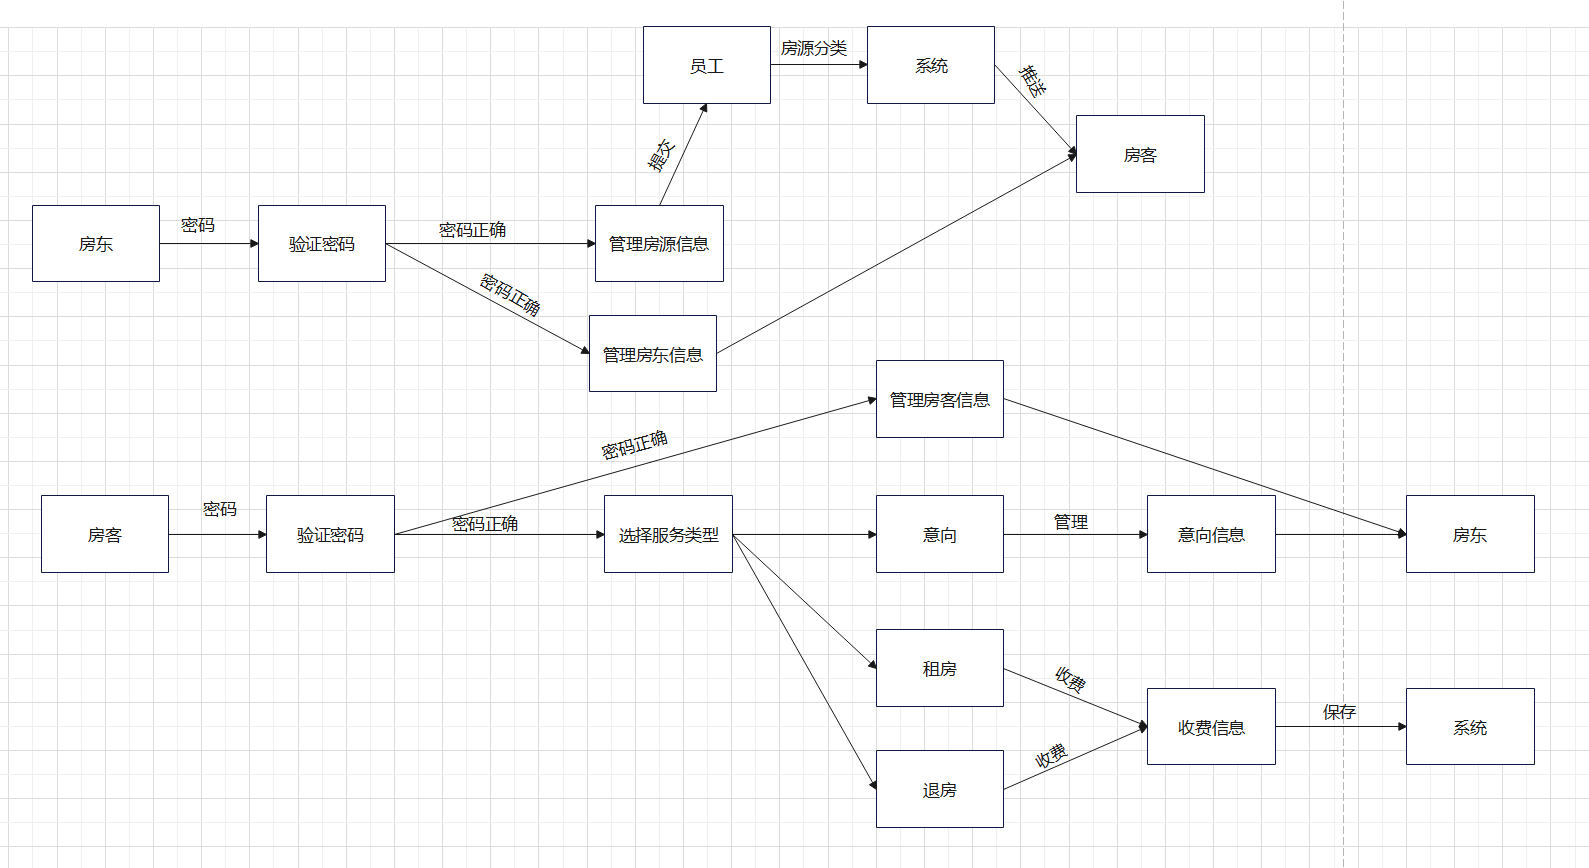 员工
房源分类
系统
推送
房客
提交
房东
密码
验证密码
密码正确
管理房源信息
密码正确
管理房东信息
管理房客信息
密码正确
房客
密码
验证密码
密码正确
选择服务类型
意向
管理
意向信息
房东
租房
收费
收费信息
保存
系统
收费
退房